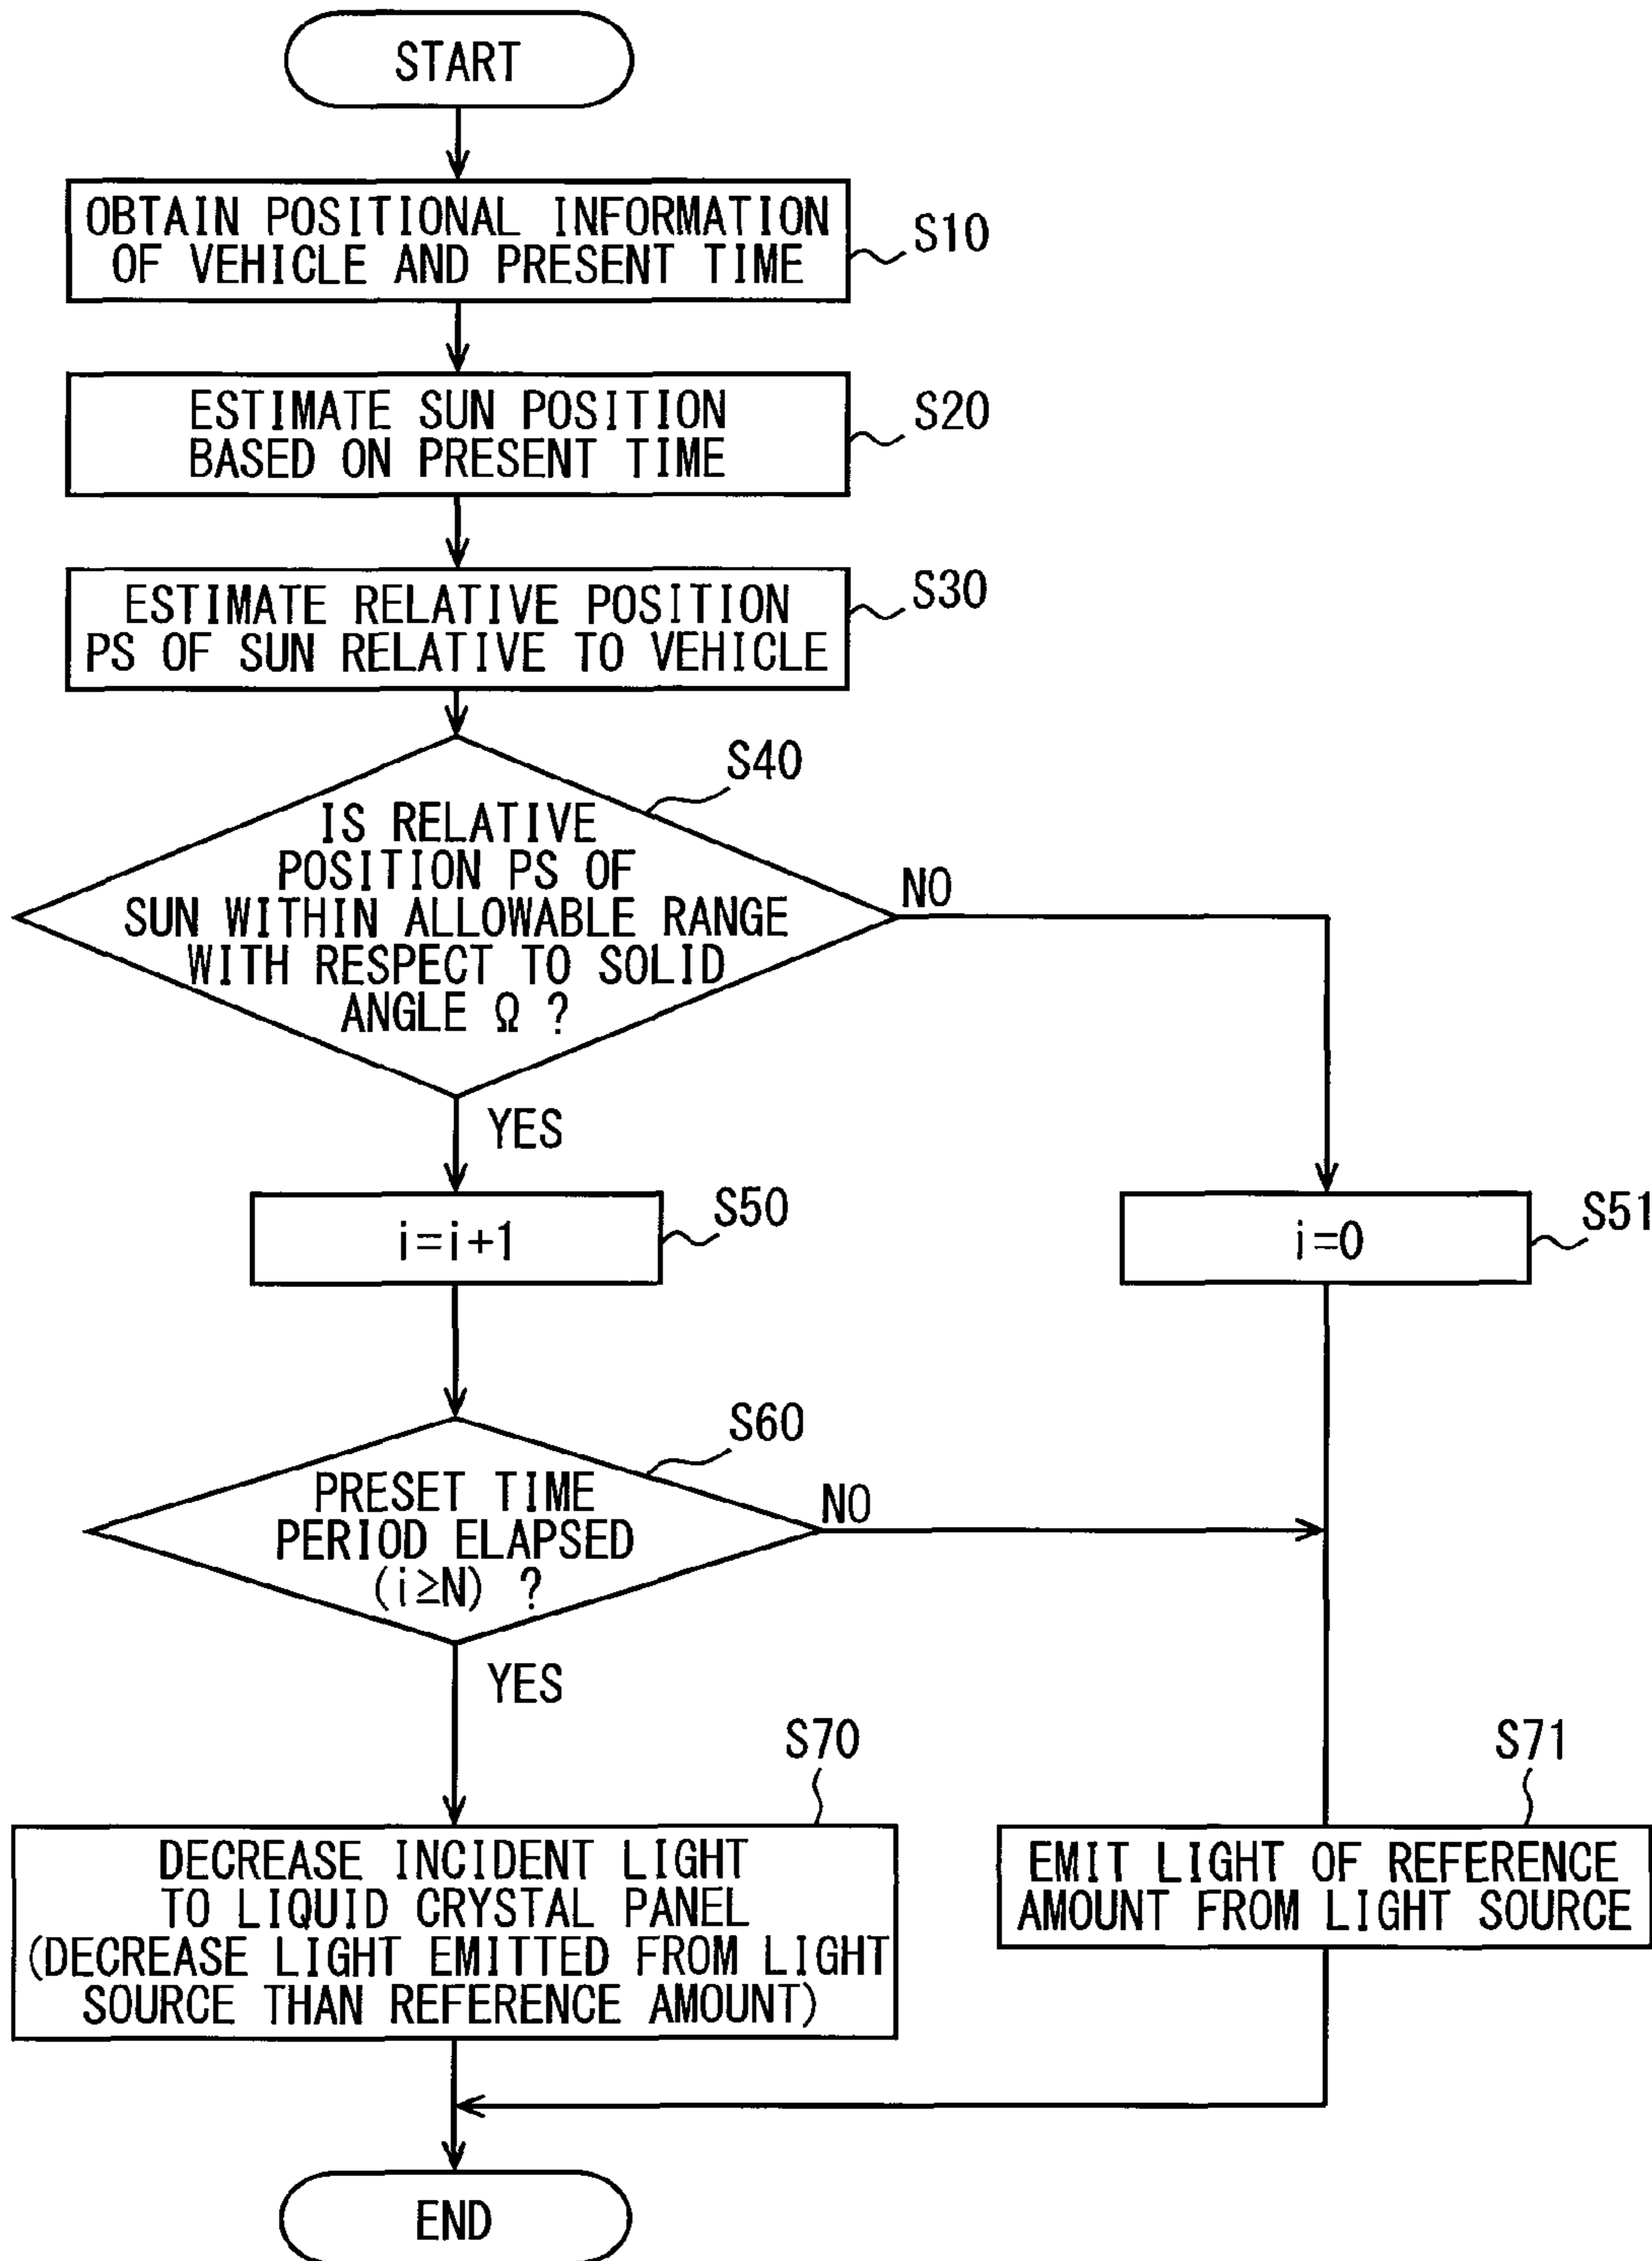 START
OBTAIN POSITIONAL INFORMATION
OF VEHICLE AND PRESENT TIME
S10
ESTIMATE SUN POSITION
BASED ON PRESENT TIME
S20
ESTIMATE RELATIVE POSITION
PS OF SUN RELATIVE TO VEHICLE
S30
S40
IS RELATIVE
POSITION PS OF
SUN WITHIN ALLOWABLE RANGE
WITH RESPECT TO SOLID
ANGLE Ω ?
NO
YES
i=i+1
S50
i=0
S51
S60
PRESET TIME
PERIOD ELAPSED
(i≥N) ?
NO
YES
S70
DECREASE INCIDENT LIGHT
TO LIQUID CRYSTAL PANEL
(DECREASE LIGHT EMITTED FROM LIGHT
SOURCE THAN REFERENCE AMOUNT)
S71
EMIT LIGHT OF REFERENCE
AMOUNT FROM LIGHT SOURCE
END